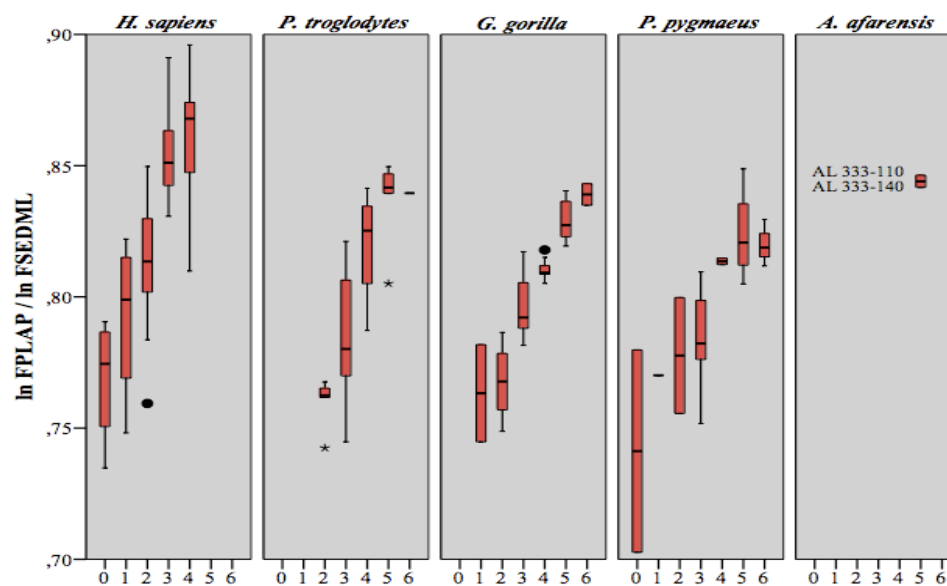 H. sapiens P. troglodytes G. gorilla P. pygmaeus A. afarensis
ln FPLAP / ln FSEDML
,90
,85
,80
,75
,70
AL 333-110
AL 333-140
0 1 2 3 4 5 6 0 1 2 3 4 5 6 0 1 2 3 4 5 6 0 1 2 3 4 5 6 0 1 2 3 4 5 6